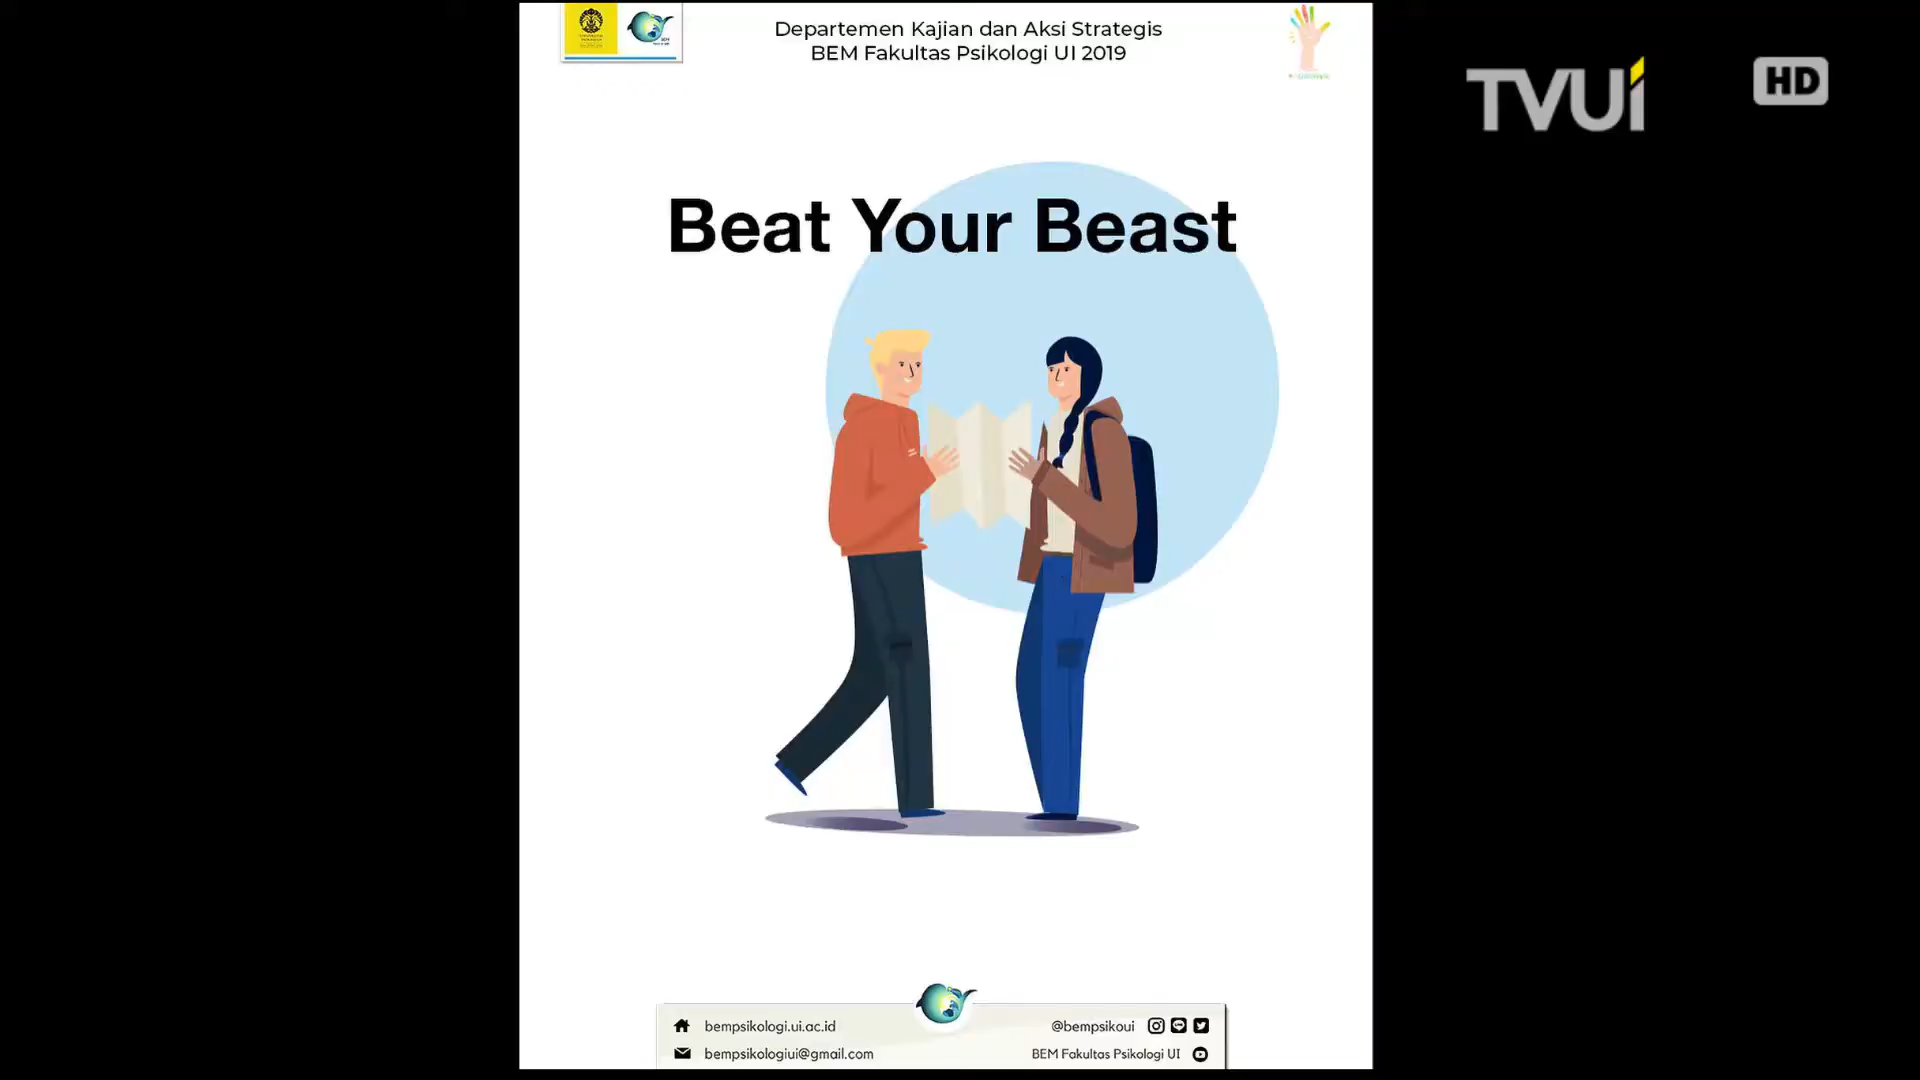 Departemen Kajian dan Aksi Strategis
BEM Fakultas Psikologi UI 2019
TVUi
HD
Beat Your Beast
bempsikologi.ui.ac.id
@bempsikoui
bempsikologiui@gmail.com
BEM Fakultas Psikologi UI